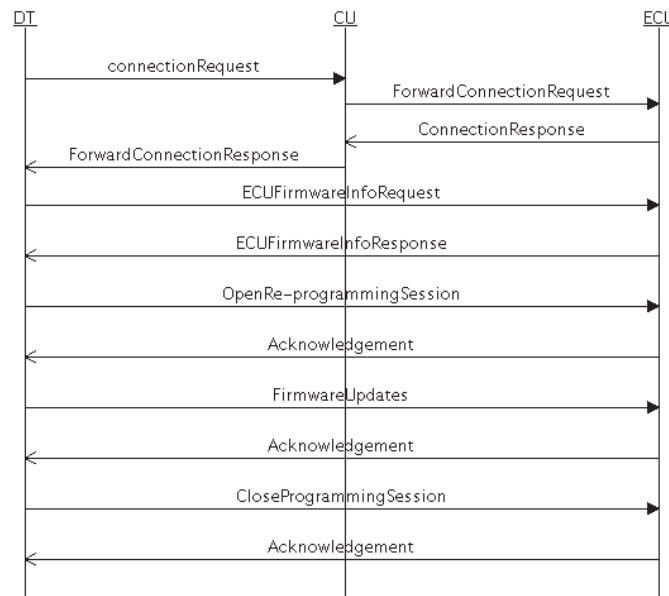 DT CU ECU
connectionRequest
ForwardConnectionRequest
ConnectionResponse
ForwardConnectionResponse
ECUFirmwareInfoRequest
ECUFirmwareInfoResponse
OpenRe-programmingSession
Acknowledgement
FirmwareUpdates
Acknowledgement
CloseProgrammingSession
Acknowledgement